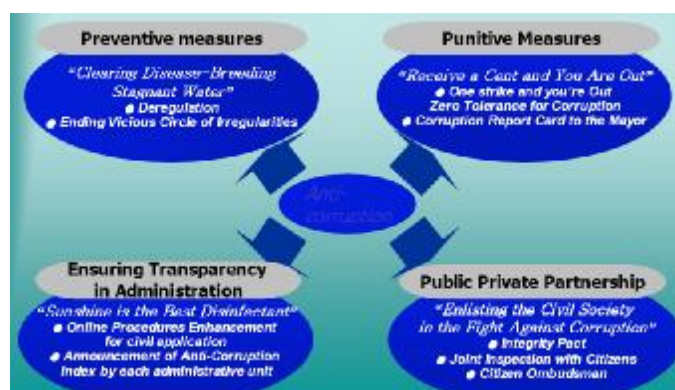 Preventive measures
"Clearing Disease-Breeding
Stagnant Water"
● Deregulation
● Ending Vicious Circle of Irregularities
Punitive Measures
"Receive a Cent and You Are Out"
● One strike and you're Out
Zero Tolerance for Corruption
● Corruption Report Card to the Mayor
Anti-
corruption
Ensuring Transparency
in Administration
"Sunshine is the Best Disinfectant"
● Online Procedures Enhancement
for civil application
● Announcement of Anti-Corruption
Index by each administrative unit
Public Private Partnership
"Enlisting the Civil Society
in the Fight Against Corruption"
● Integrity Pact
● Joint Inspection with Citizens
● Citizen Ombudsman